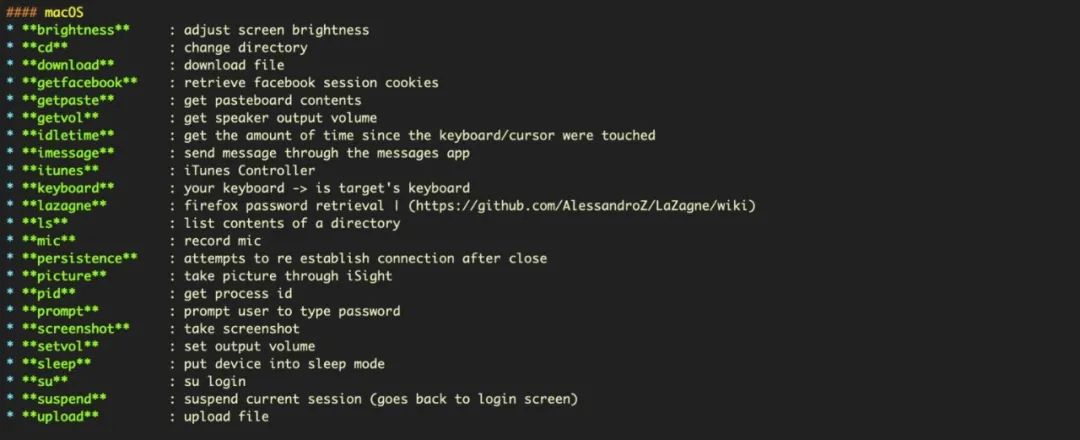 #### macOS
* **brightness** : adjust screen brightness
* **cd** : change directory
* **download** : download file
* **getfacebook** : retrieve facebook session cookies
* **getpaste** : get pasteboard contents
* **getvol** : get speaker output volume
* **idletime** : get the amount of time since the keyboard/cursor were touched
* **imessage** : send message through the messages app
* **itunes** : iTunes Controller
* **keyboard** : your keyboard -> is target's keyboard
* **lazagne** : firefox password retrieval | (https://github.com/AlessandroZ/LaZagne/wiki)
* **ls** : list contents of a directory
* **mic** : record mic
* **persistence** : attempts to re establish connection after close
* **picture** : take picture through iSight
* **pid** : get process id
* **prompt** : prompt user to type password
* **screenshot** : take screenshot
* **setvol** : set output volume
* **sleep** : put device into sleep mode
* **su** : su login
* **suspend** : suspend current session (goes back to login screen)
* **upload** : upload file